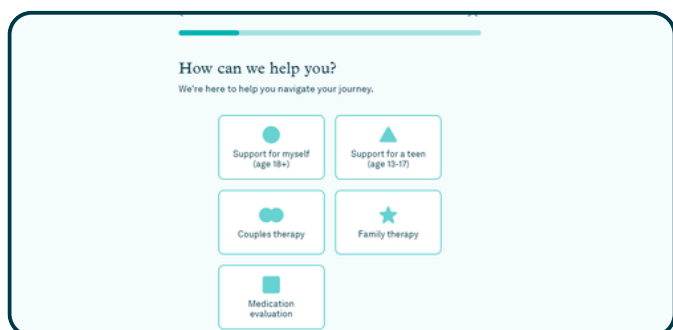 How can we help you?
We're here to help you navigate your journey.
Support for myself
(age 18+)
Support for a teen
(age 13-17)
Couples therapy
Family therapy
Medication
evaluation